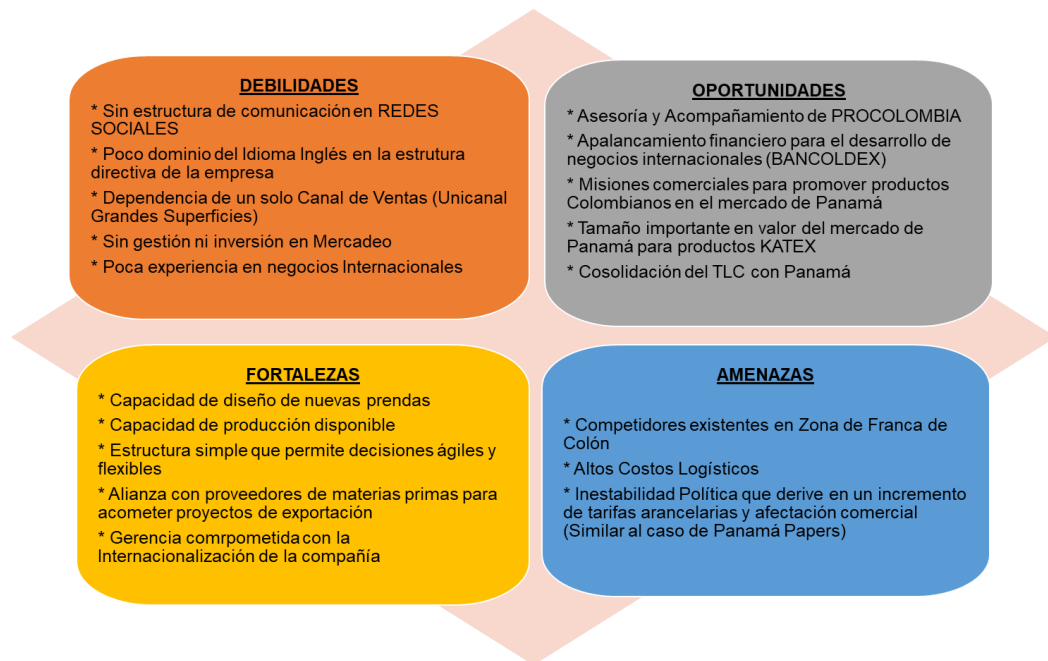 DEBILIDADES
* Sin estructura de comunicación en REDES
SOCIALES
* Poco dominio del Idioma Inglés en la estrutura
directiva de la empresa
* Dependencia de un solo Canal de Ventas (Unicanal
Grandes Superficies)
* Sin gestión ni inversión en Mercadeo
* Poca experiencia en negocios Internacionales
OPORTUNIDADES
* Asesoría y Acompañamiento de PROCOLOMBIA
* Apalancamiento financiero para el desarrollo de
negocios internacionales (BANCOLDEX)
* Misiones comerciales para promover productos
Colombianos en el mercado de Panamá
* Tamaño importante en valor del mercado de
Panamá para productos KATEX
* Cosolidación del TLC con Panamá
FORTALEZAS
* Capacidad de diseño de nuevas prendas
* Capacidad de producción disponible
* Estructura simple que permite decisiones ágiles y
flexibles
* Alianza con proveedores de materias primas para
acometer proyectos de exportación
* Gerencia comrpometida con la
Internacionalización de la compañía
AMENAZAS
* Competidores existentes en Zona de Franca de
Colón
* Altos Costos Logísticos
* Inestabilidad Política que derive en un incremento
de tarifas arancelarias y afectación comercial
(Similar al caso de Panamá Papers)